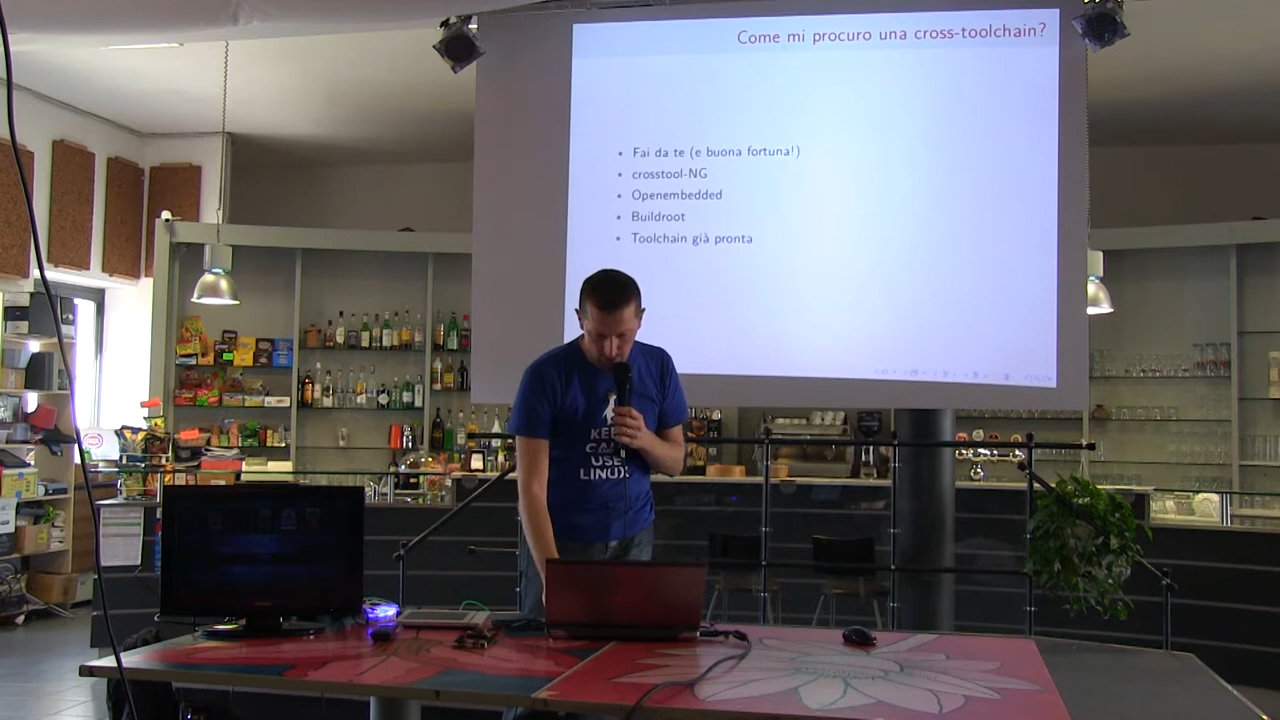 Come mi procuro una cross-toolchain?
• Fai da te (e buona fortuna!)
• crosstool-NG
• Openembedded
• Buildroot
• Toolchain già pronta
KEEP
CALM
USE
LINUX